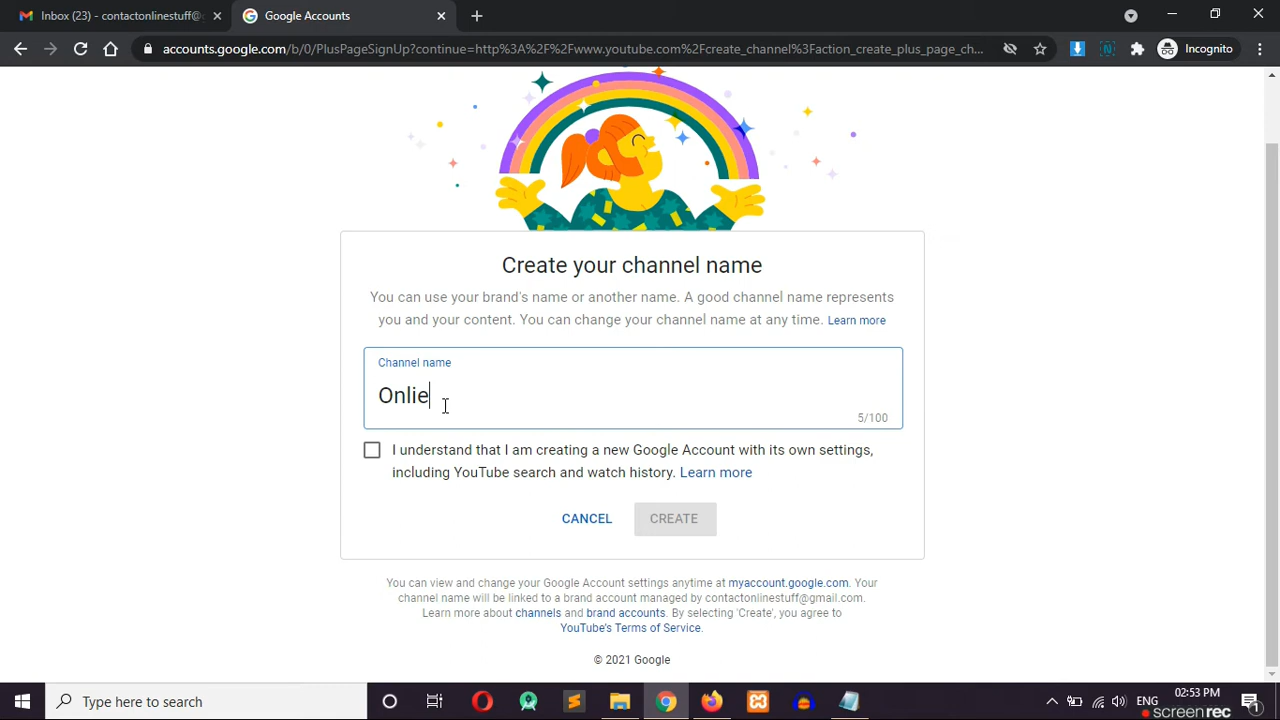 Inbox (23) - contactonlinestuff@
Google Accounts
accounts.google.com/b/0/PlusPageSignUp?continue=http%3A%2F%2Fwww.youtube.com%2Fcreate_channel%3Faction_create_plus_page_ch...
Incognito
Create your channel name
You can use your brand's name or another name. A good channel name represents
you and your content. You can change your channel name at any time. Learn more
Channel name
Onlie
5/100
I understand that I am creating a new Google Account with its own settings,
including YouTube search and watch history. Learn more
CANCEL
CREATE
You can view and change your Google Account settings anytime at myaccount.google.com. Your
channel name will be linked to a brand account managed by contactonlinestuff@gmail.com.
Learn more about channels and brand accounts. By selecting 'Create', you agree to
YouTube's Terms of Service.
© 2021 Google
Type here to search
ENG
02:53 PM
screenrec